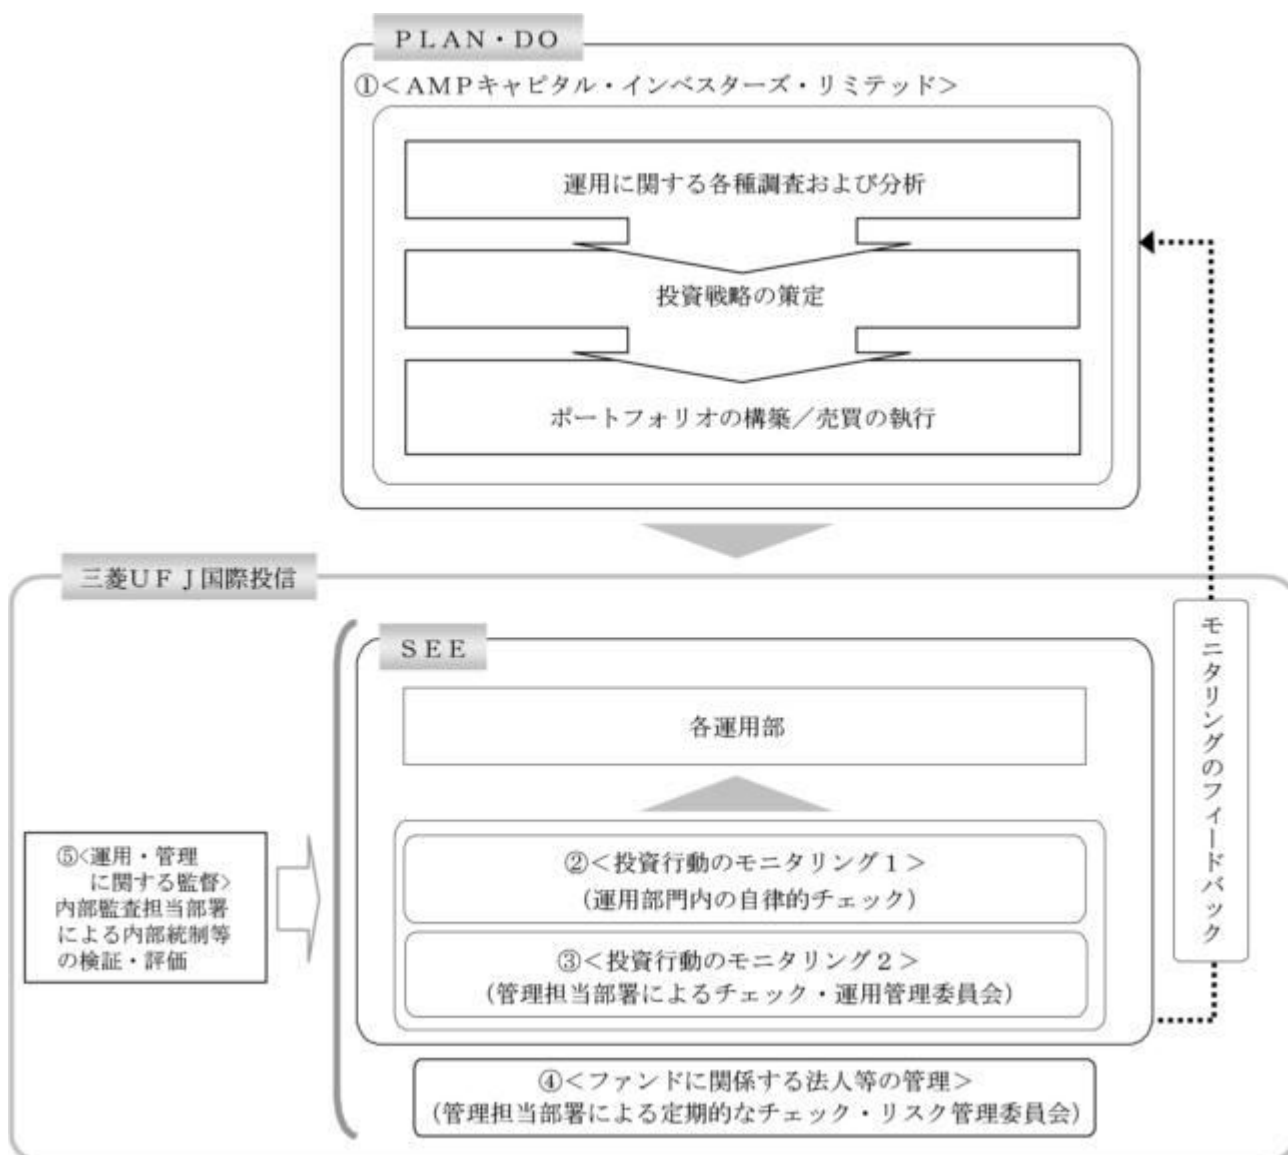 ＰＬＡＮ・ＤＯ
①＜ＡＭＰキャピタル・インベスターズ・リミテッド＞
運用に関する各種調査および分析
投資戦略の策定
ポートフォリオの構築／売買の執行
三菱ＵＦＪ国際投信
ＳＥＥ
各運用部
②＜投資行動のモニタリング１＞
（運用部門内の自律的チェック）
③＜投資行動のモニタリング２＞
（管理担当部署によるチェック・運用管理委員会）
④＜ファンドに関係する法人等の管理＞
（管理担当部署による定期的なチェック・リスク管理委員会）
⑤<運用・管理
に関する監督>
内部監査担当部署
による内部統制等
の検証・評価
モニタリングのフィードバック